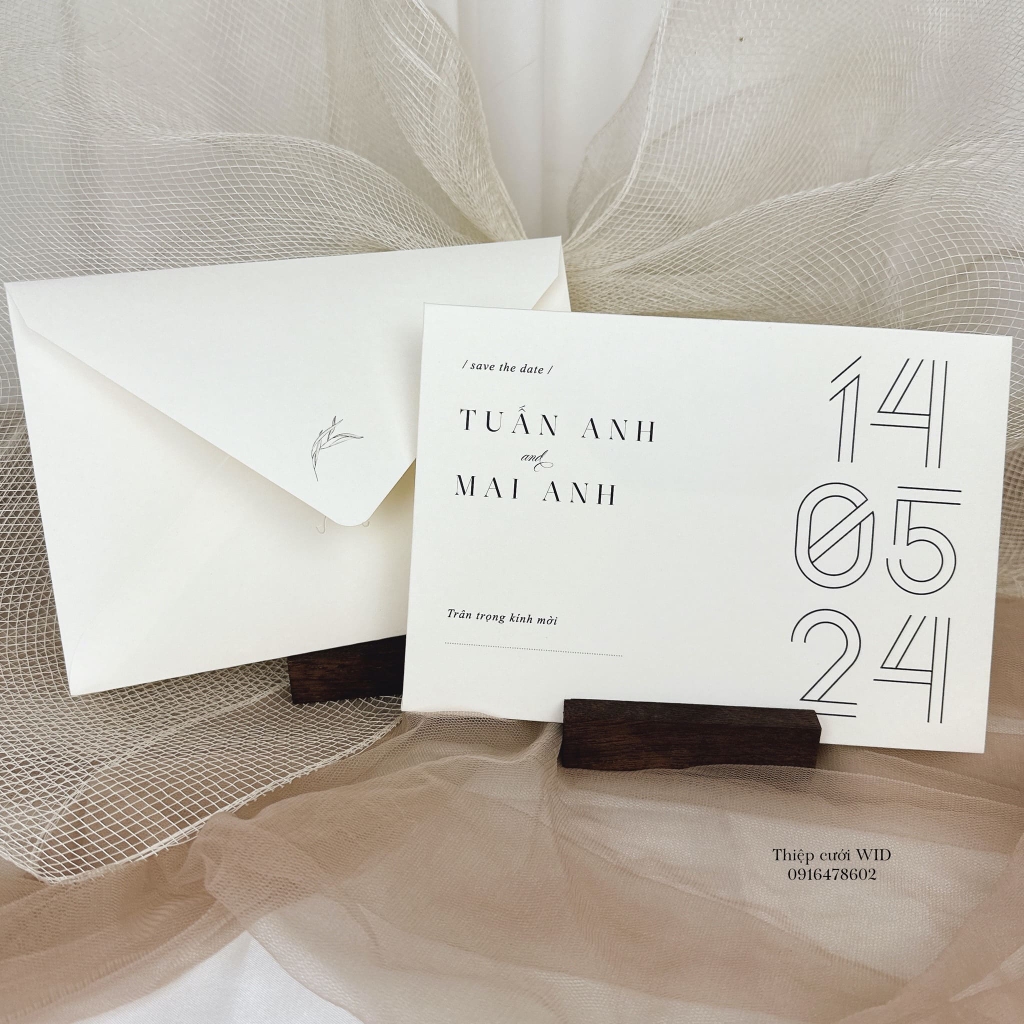 / save the date /
TUẤN ANH
and
MAI ANH
Trân trọng kính mời
14
05
24
Thiệp cưới WID
0916478602